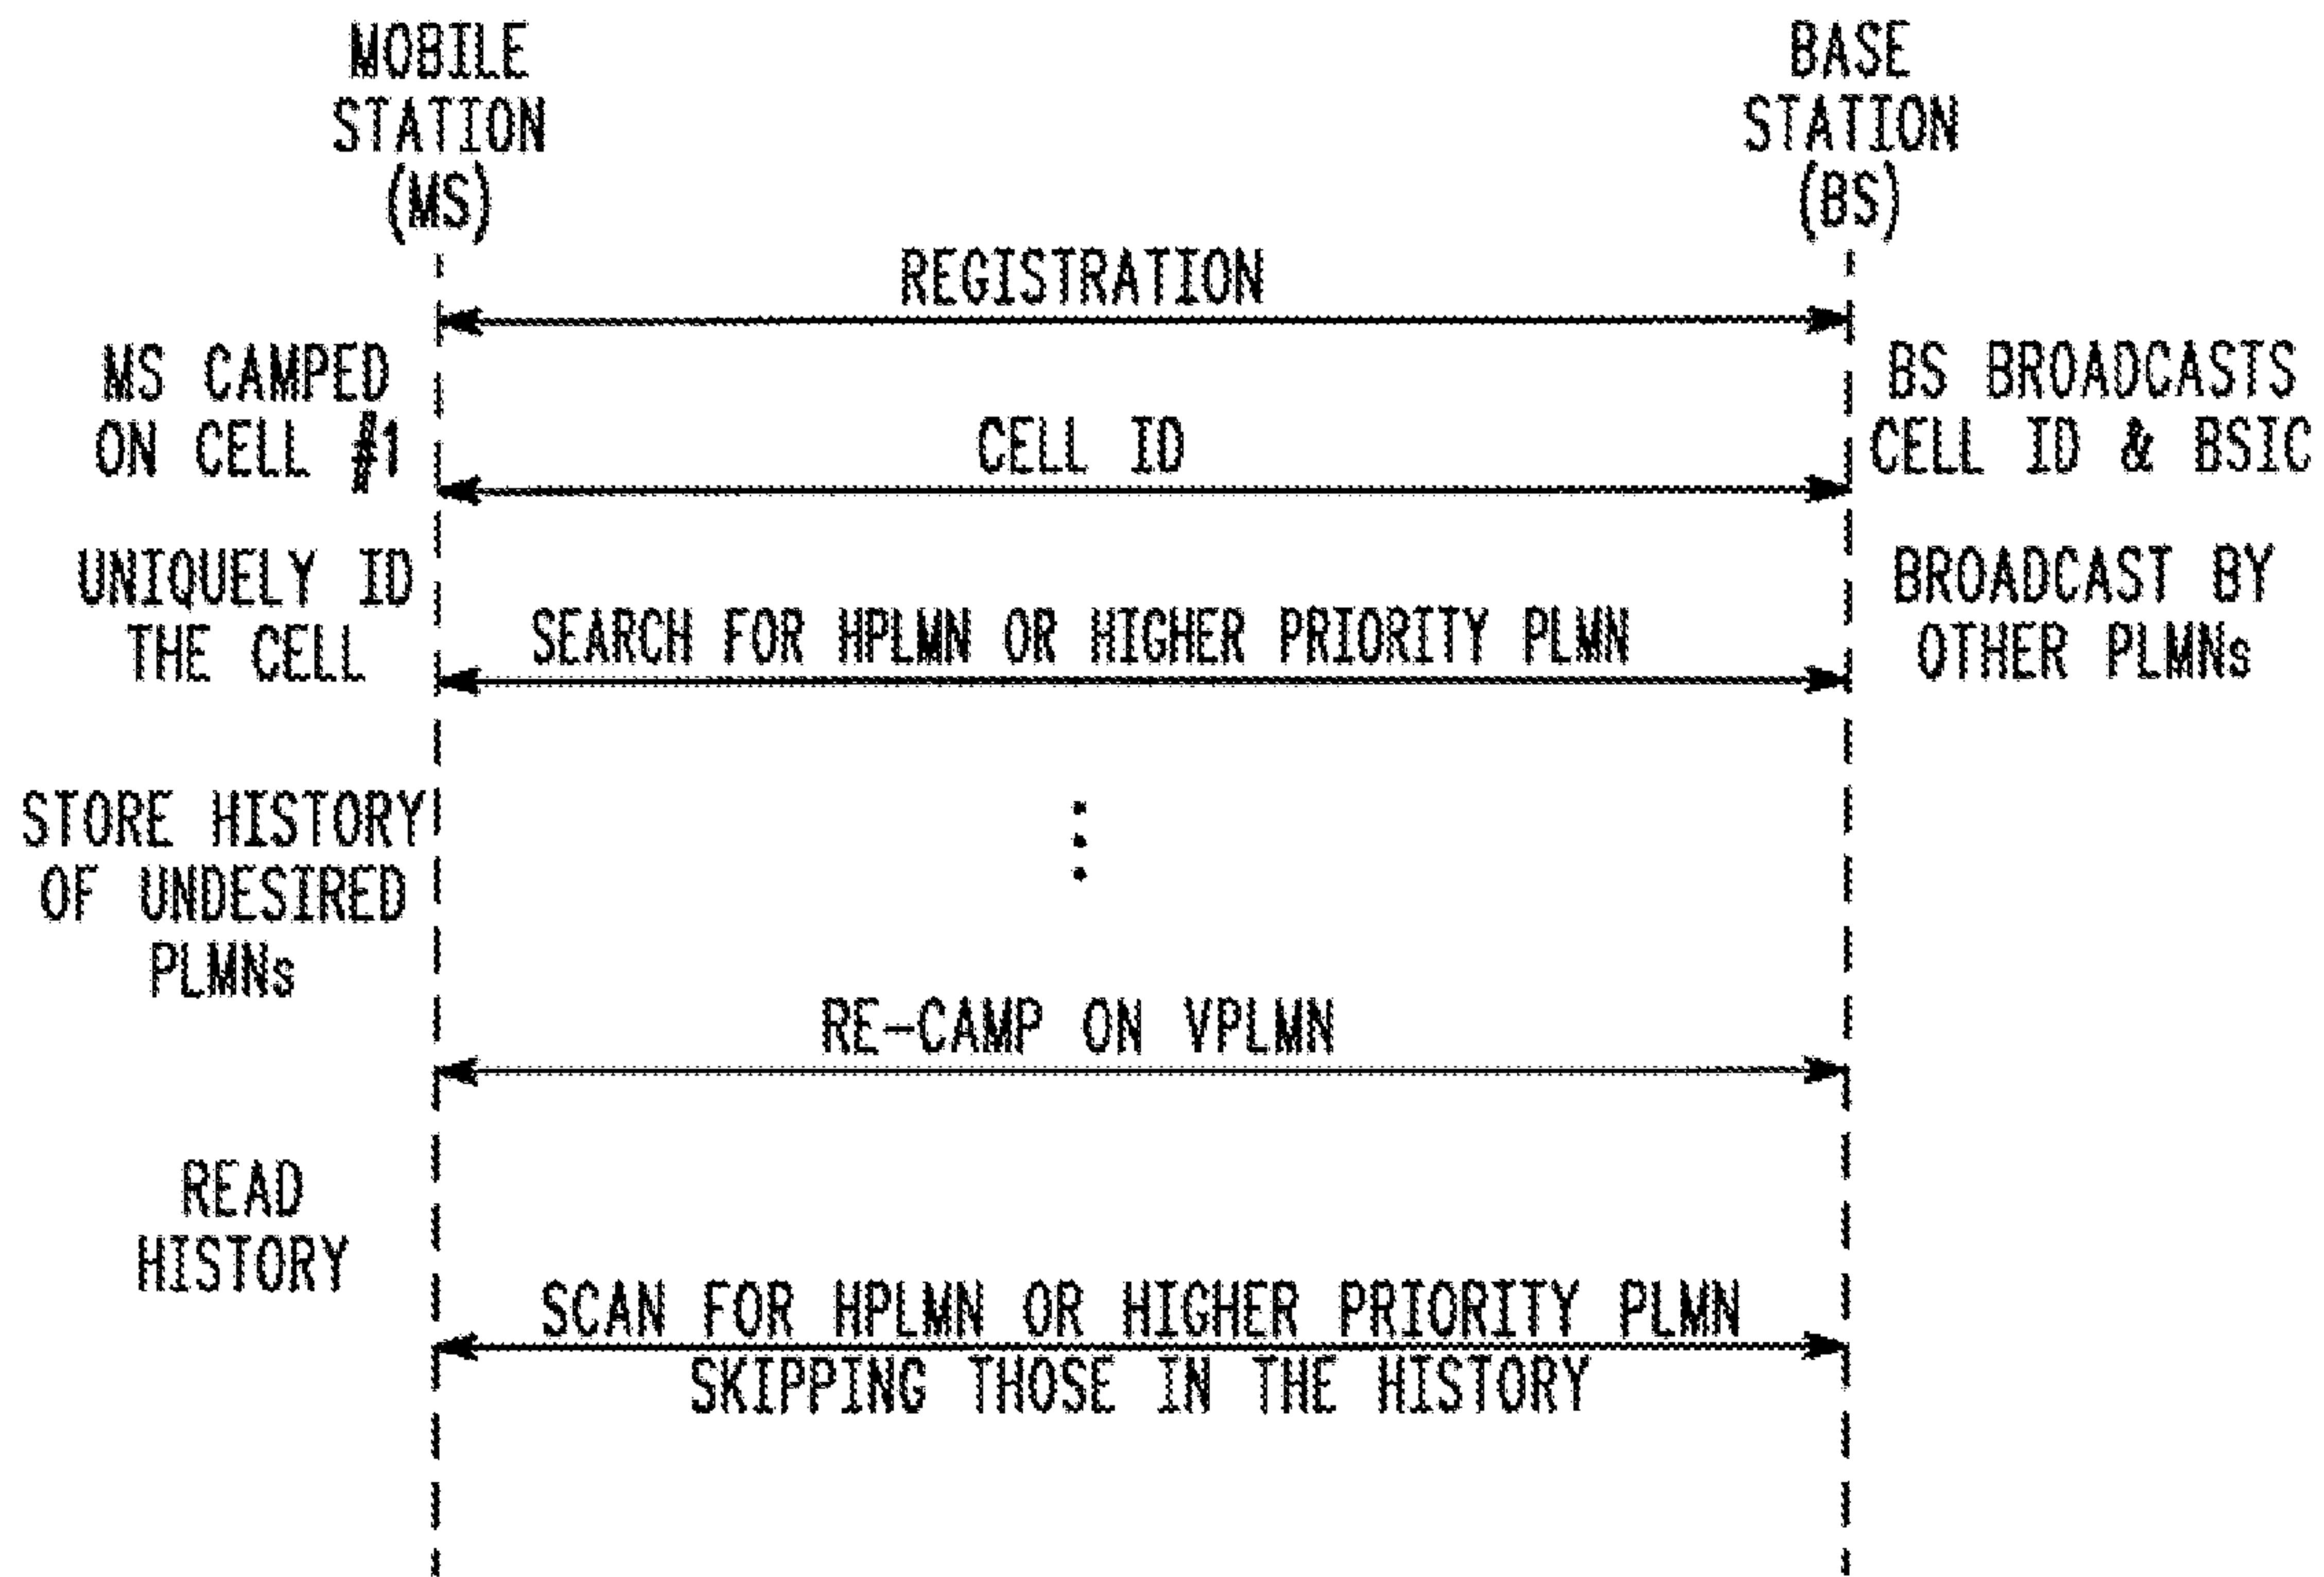 MOBILE
STATION
(MS)
BASE
STATION
(BS)
REGISTRATION
MS CAMPED
ON CELL #1
BS BROADCASTS
CELL ID & BSIC
CELL ID
UNIQUELY ID
THE CELL
BROADCAST BY
OTHER PLMNs
SEARCH FOR HPLMN OR HIGHER PRIORITY PLMN
STORE HISTORY
OF UNDESIRED
PLMNs
RE-CAMP ON VPLMN
READ
HISTORY
SCAN FOR HPLMN OR HIGHER PRIORITY PLMN
SKIPPING THOSE IN THE HISTORY